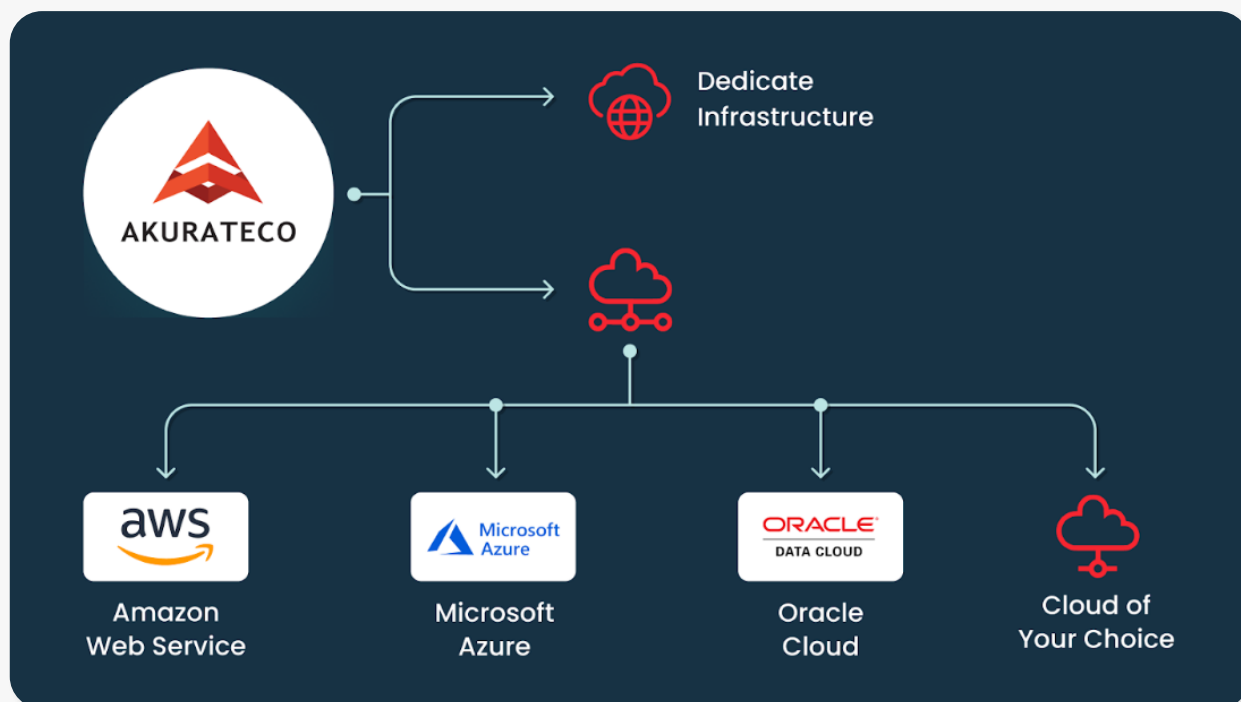 AKURATECO
Dedicate
Infrastructure
aws
Microsoft
Azure
ORACLE®
DATA CLOUD
Amazon
Web Service
Microsoft
Azure
Oracle
Cloud
Cloud of
Your Choice